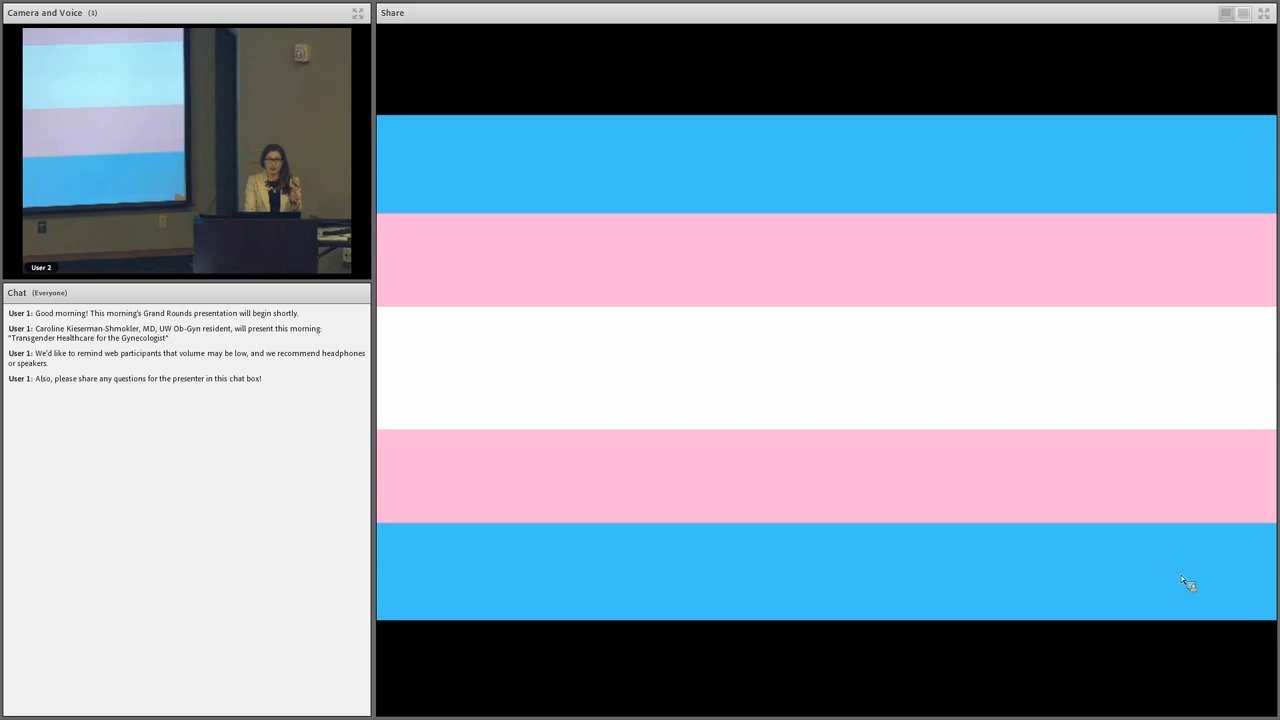 Camera and Voice (1)
Share
User 2
Chat (Everyone)
User 1: Good morning! This morning's Grand Rounds presentation will begin shortly.
User 1: Caroline Kieserman-Shmokler, MD, UW Ob-Gyn resident, will present this morning:
"Transgender Healthcare for the Gynecologist"
User 1: We'd like to remind web participants that volume may be low, and we recommend headphones
or speakers.
User 1: Also, please share any questions for the presenter in this chat box!